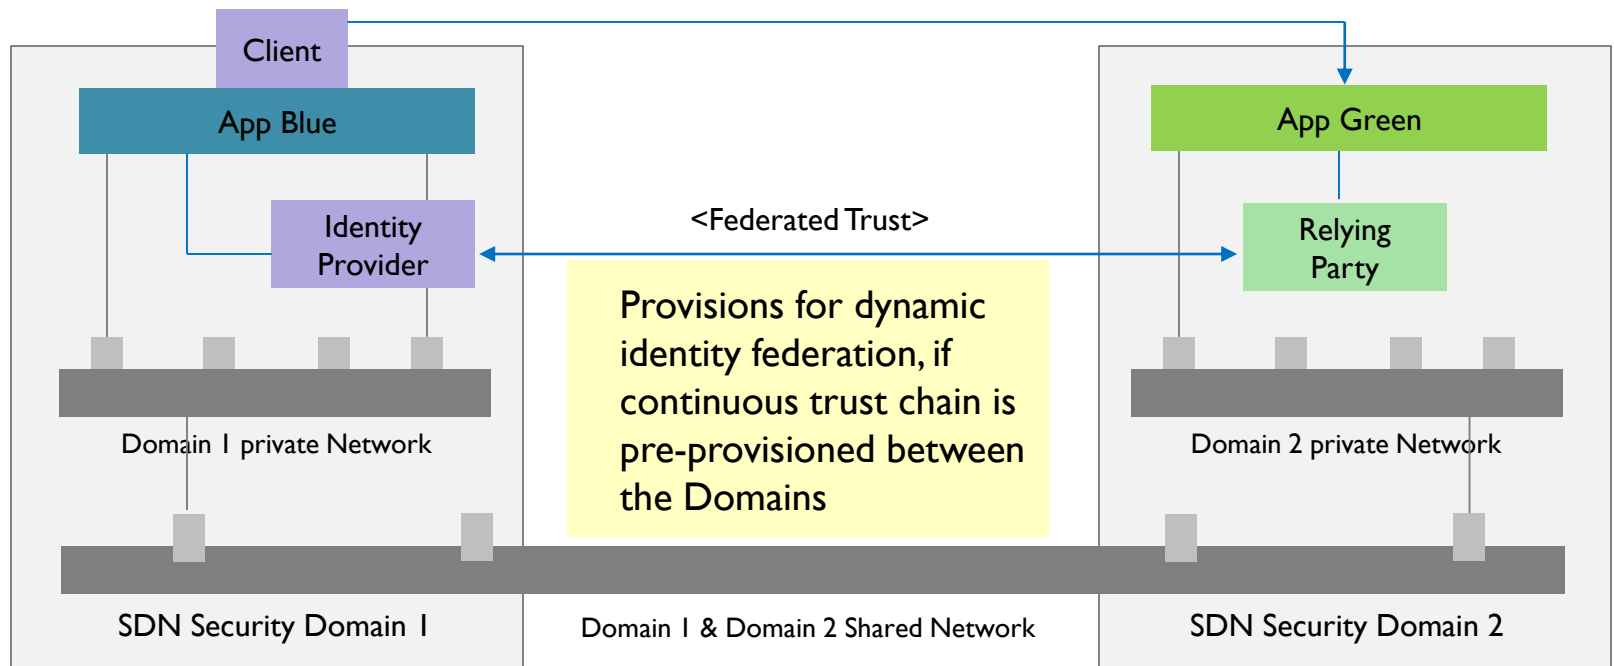 Client
App Blue
App Green
Identity
Provider
<Federated Trust>
Relying
Party
Provisions for dynamic
identity federation, if
continuous trust chain is
pre-provisioned between
the Domains
Domain 1 private Network
Domain 2 private Network
SDN Security Domain 1
Domain 1 & Domain 2 Shared Network
SDN Security Domain 2